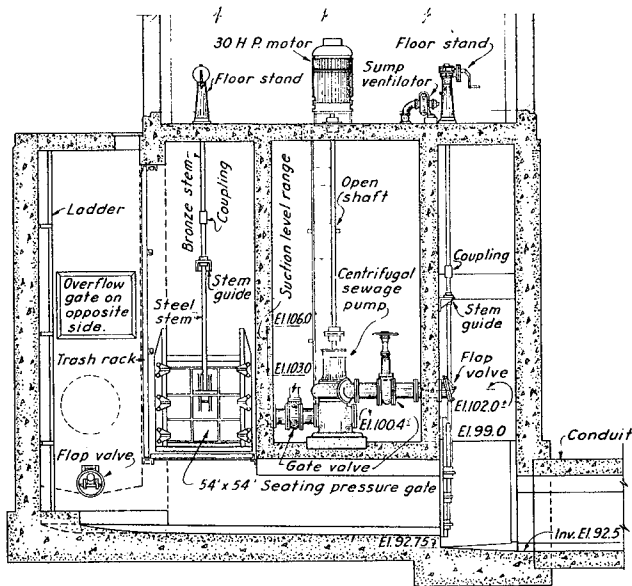 30 H P. motor
Floor stand
Floor stand
Sump
ventilator
Bronze stem
Coupling
Suction level range
Open
shaft
Ladder
Coupling
Stem
guide
Centrifugal
sewage
pump
Overflow
gate on
opposite
side.
Steel
stem
Stem
guide
El.106.0
Trash rack
El.103.0
Flap
valve
El.102.0±
El.100.4±
El.99.0
Conduit
Flap valve
Gate valve
54' x 54' Seating pressure gate
El.92.75
Inv. El. 92.5